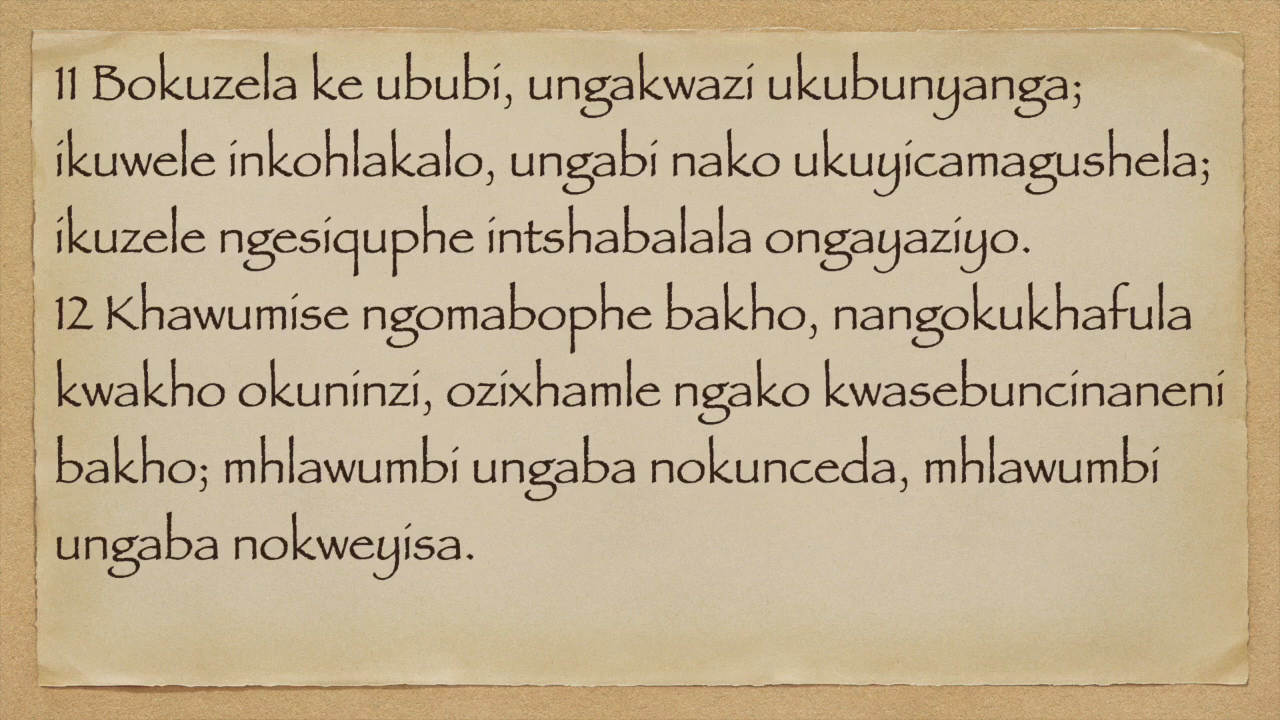 11 Bokuzela ke ububi, ungakwazi ukubunyanga;
ikuwele inkohlakalo, ungabi nako ukuyicamagushela;
ikuzele ngesiquphe intshabalala ongayaziyo.
12 Khawumise ngomabophe bakho, nangokukhafula
kwakho okuninzi, ozixhamle ngako kwasebuncinaneni
bakho; mhlawumbi ungaba nokunceda, mhlawumbi
ungaba nokweyisa.